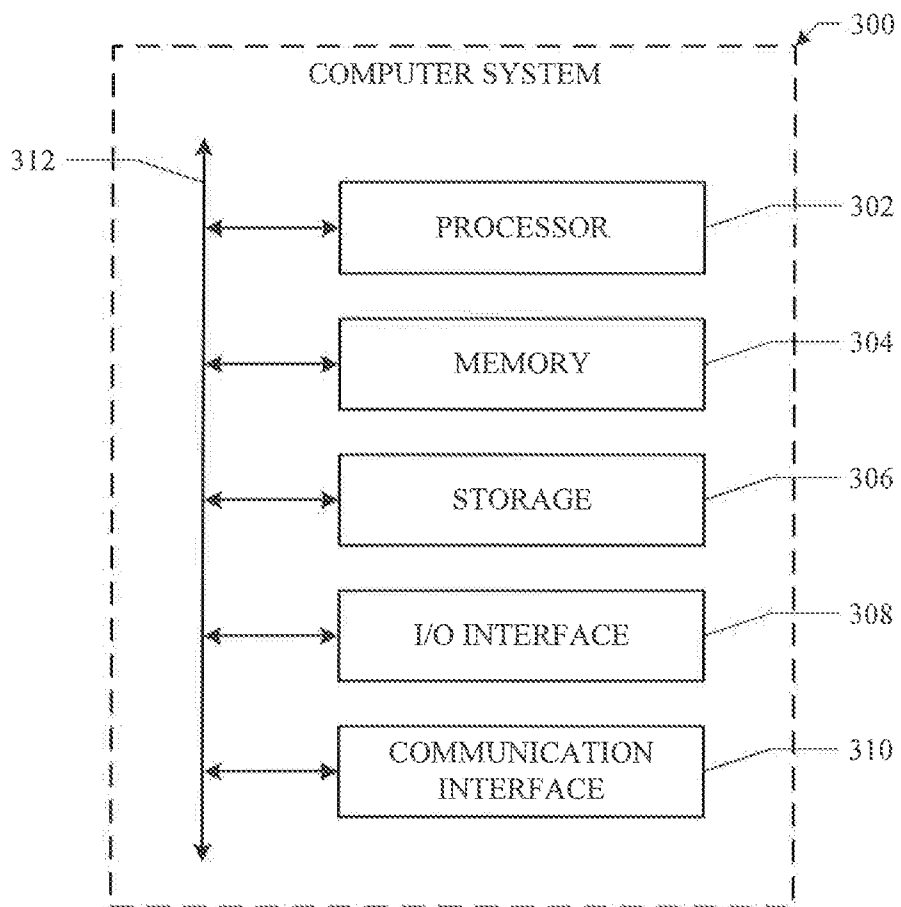 300
COMPUTER SYSTEM
312
PROCESSOR
302
MEMORY
304
STORAGE
306
I/O INTERFACE
308
COMMUNICATION
INTERFACE
310